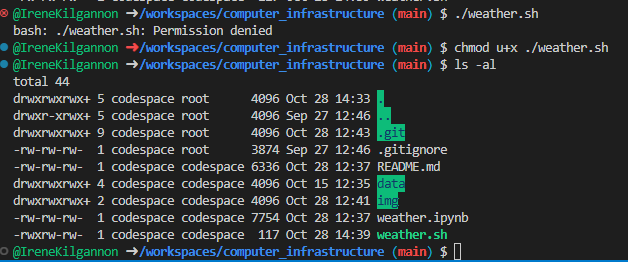 @IreneKilgannon ➜/workspaces/computer_infrastructure (main) $ ./weather.sh
bash: ./weather.sh: Permission denied
@IreneKilgannon ➜/workspaces/computer_infrastructure (main) $ chmod u+x ./weather.sh
@IreneKilgannon ➜/workspaces/computer_infrastructure (main) $ ls -al
total 44
drwxrwxrwx+ 5 codespace root      4096 Oct 28 14:33 .
drwxr-xrwx+ 5 codespace root      4096 Sep 27 12:46 ..
drwxrwxrwx+ 9 codespace root      4096 Oct 28 12:43 .git
-rw-rw-rw-  1 codespace root      3874 Sep 27 12:46 .gitignore
-rw-rw-rw-  1 codespace codespace 6336 Oct 28 12:37 README.md
drwxrwxrwx+ 4 codespace codespace 4096 Oct 15 12:35 data
drwxrwxrwx+ 2 codespace codespace 4096 Oct 28 12:41 img
-rw-rw-rw-  1 codespace codespace 7754 Oct 28 12:37 weather.ipynb
-rwxrw-rw-  1 codespace codespace  117 Oct 28 14:39 weather.sh
@IreneKilgannon ➜/workspaces/computer_infrastructure (main) $